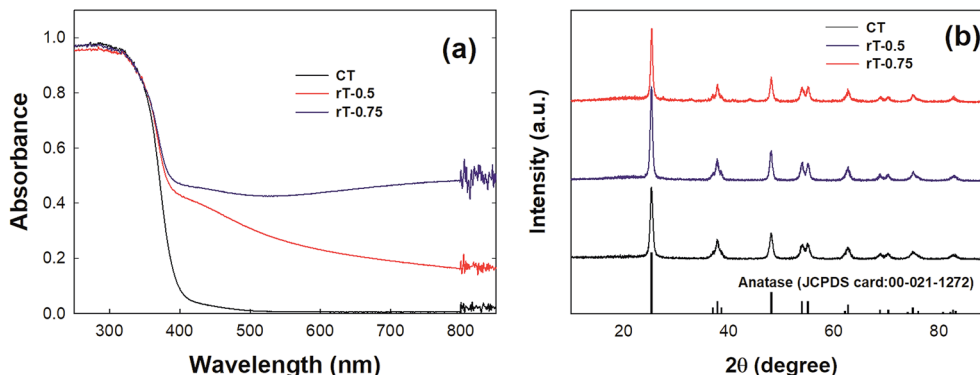 1.0
0.8
0.6
0.4
0.2
0.0
300 400 500 600 700 800
Absorbance
Wavelength (nm)
(a)
CT
rT-0.5
rT-0.75
(b)
CT
rT-0.5
rT-0.75
Intensity (a.u.)
Anatase (JCPDS card:00-021-1272)
20 40 60 80
2θ (degree)